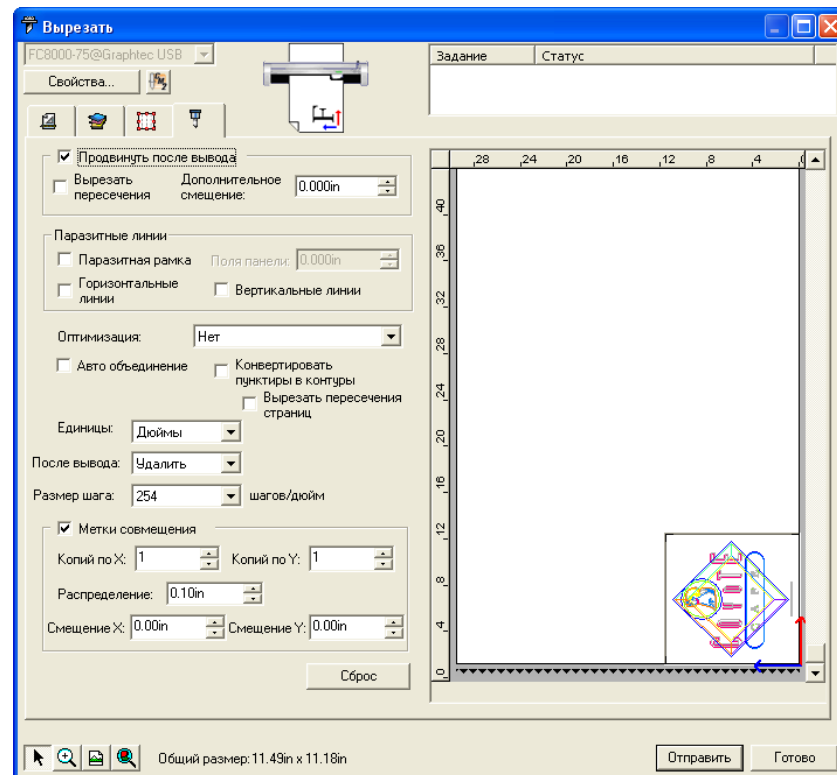 Вырезать
FC8000-75@Graphtec USB
Задание Статус
Свойства...
Продвинуть после вывода
Вырезать пересечения
Дополнительное смещение: 0.000in
Паразитные линии
Паразитная рамка Поля панели: 0.000in
Горизонтальные линии
Вертикальные линии
Оптимизация: Нет
Авто объединение
Конвертировать пунктиры в контуры
Вырезать пересечения страниц
Единицы: Дюймы
После вывода: Удалить
Размер шага: 254 шагов/дюйм
Метки совмещения
Копий по X: 1 Копий по Y: 1
Распределение: 0.10in
Смещение X: 0.00in Смещение Y: 0.00in
Сброс
28 24 20 16 12 8 4 0
40
36
32
28
24
20
16
12
8
4
0
Общий размер: 11.49in x 11.18in
Отправить Готово